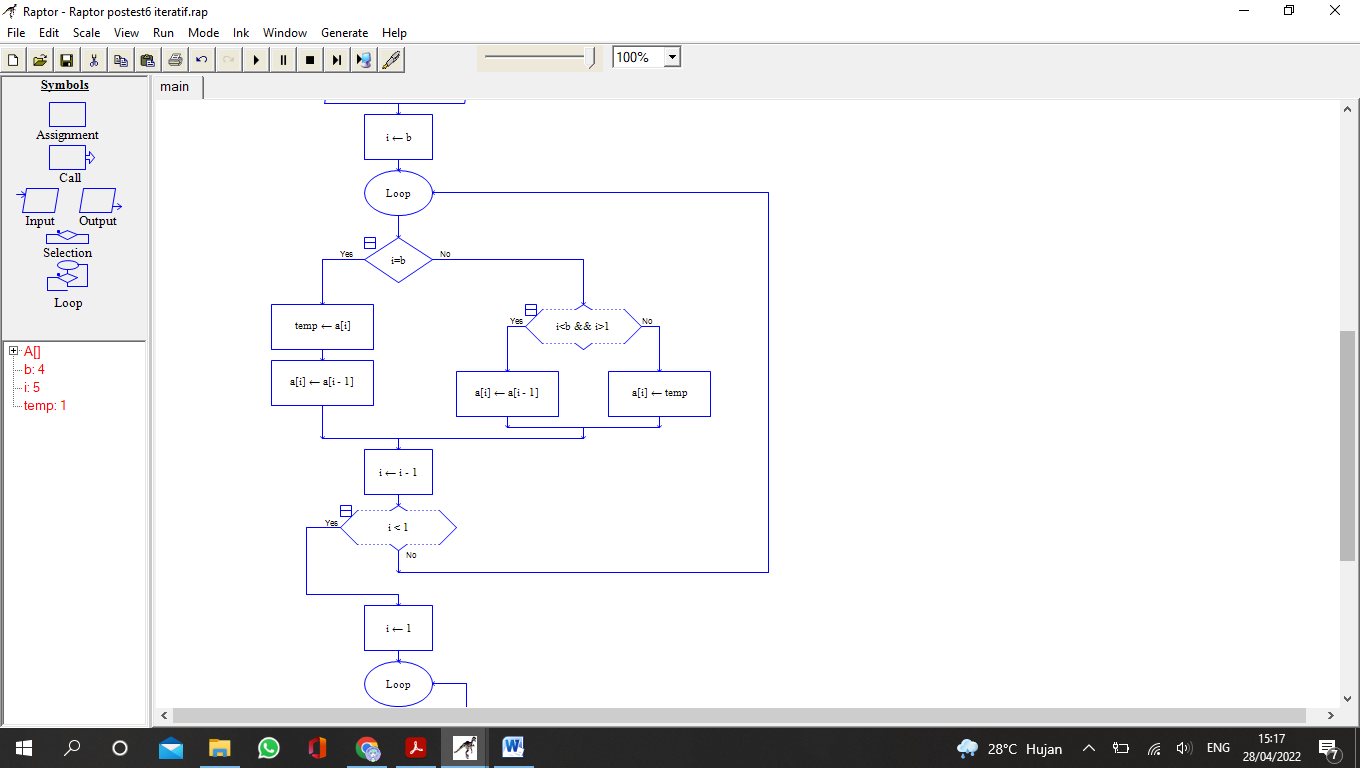 Raptor - Raptor postest6 iteratif.rap
File Edit Scale View Run Mode Ink Window Generate Help
100%
Symbols
Assignment
Call
Input Output
Selection
Loop
A[]
b: 4
i: 5
temp: 1
main
i ← b
Loop
Yes No
i=b
temp ← a[i]
a[i] ← a[i - 1]
Yes No
i<b && i>1
a[i] ← a[i - 1]
a[i] ← temp
i ← i - 1
Yes
i < 1
No
i ← 1
Loop
28°C Hujan
ENG
15:17
28/04/2022
7